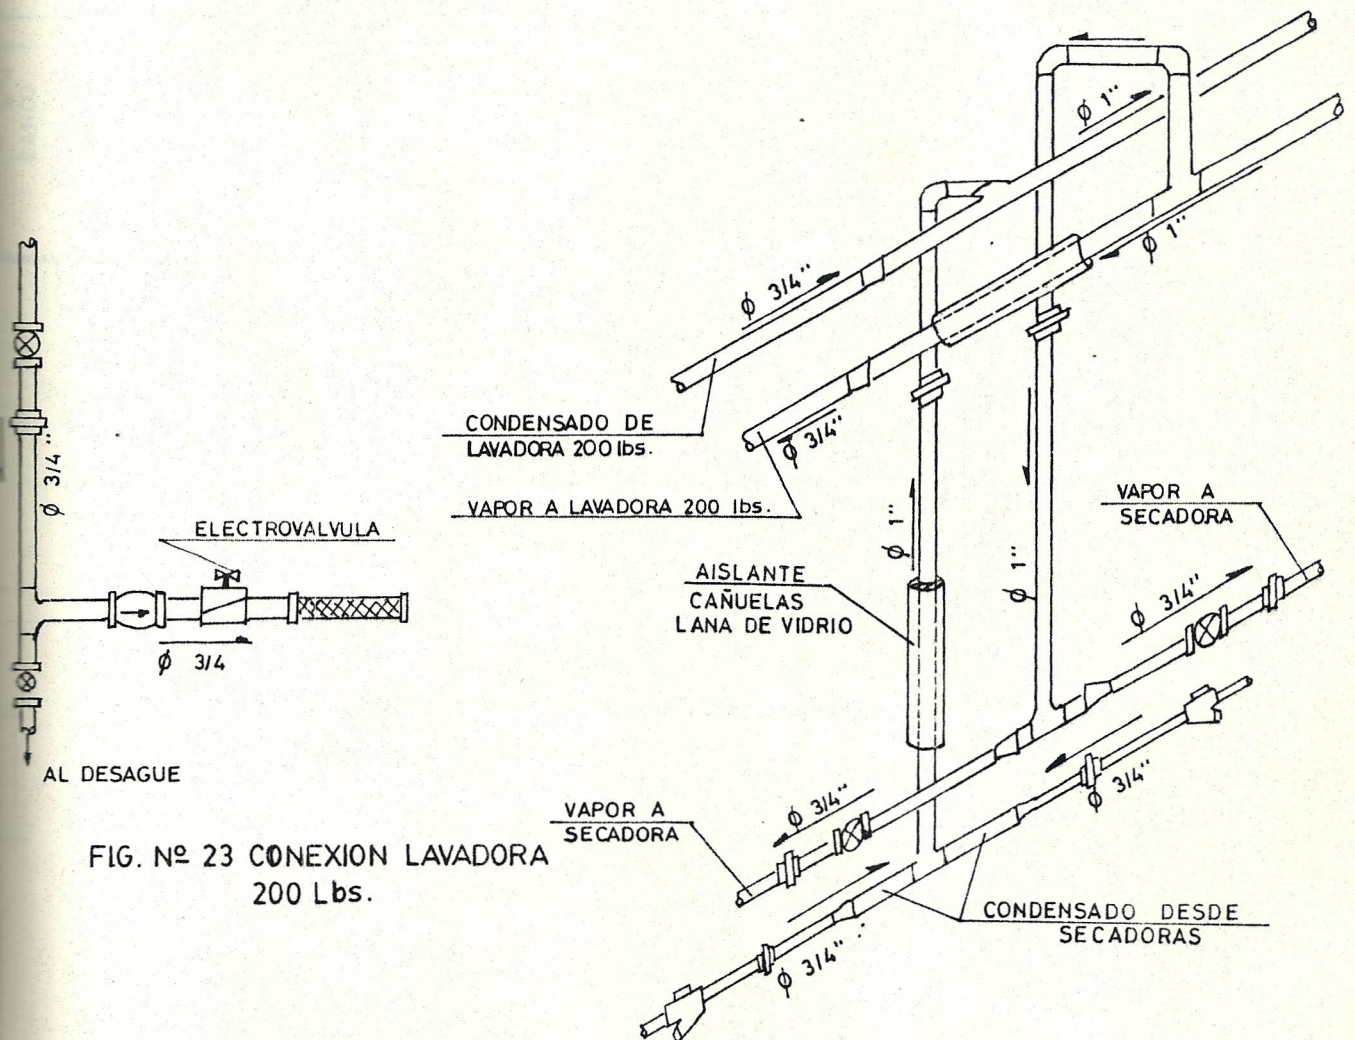 φ 3/4"
ELECTROVALVULA
φ 3/4
AL DESAGUE
FIG. Nº 23 CONEXION LAVADORA
200 Lbs.
φ 1"
φ 1"
φ 3/4"
φ 3/4"
CONDENSADO DE
LAVADORA 200 lbs.
VAPOR A LAVADORA 200 lbs.
φ 1"
φ 1"
AISLANTE
CAÑUELAS
LANA DE VIDRIO
VAPOR A
SECADORA
φ 3/4"
φ 3/4"
VAPOR A
SECADORA
φ 3/4"
φ 3/4"
CONDENSADO DESDE
SECADORAS